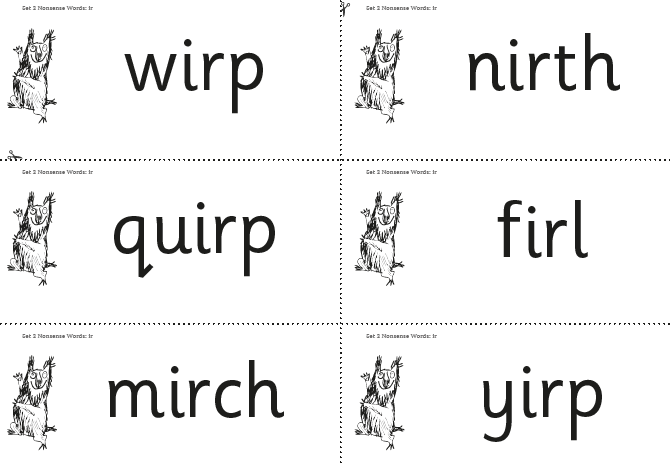 Set 2 Nonsense Words: ir
wirp
Set 2 Nonsense Words: ir
nirth
Set 2 Nonsense Words: ir
quirp
Set 2 Nonsense Words: ir
firl
Set 2 Nonsense Words: ir
mirch
Set 2 Nonsense Words: ir
yirp